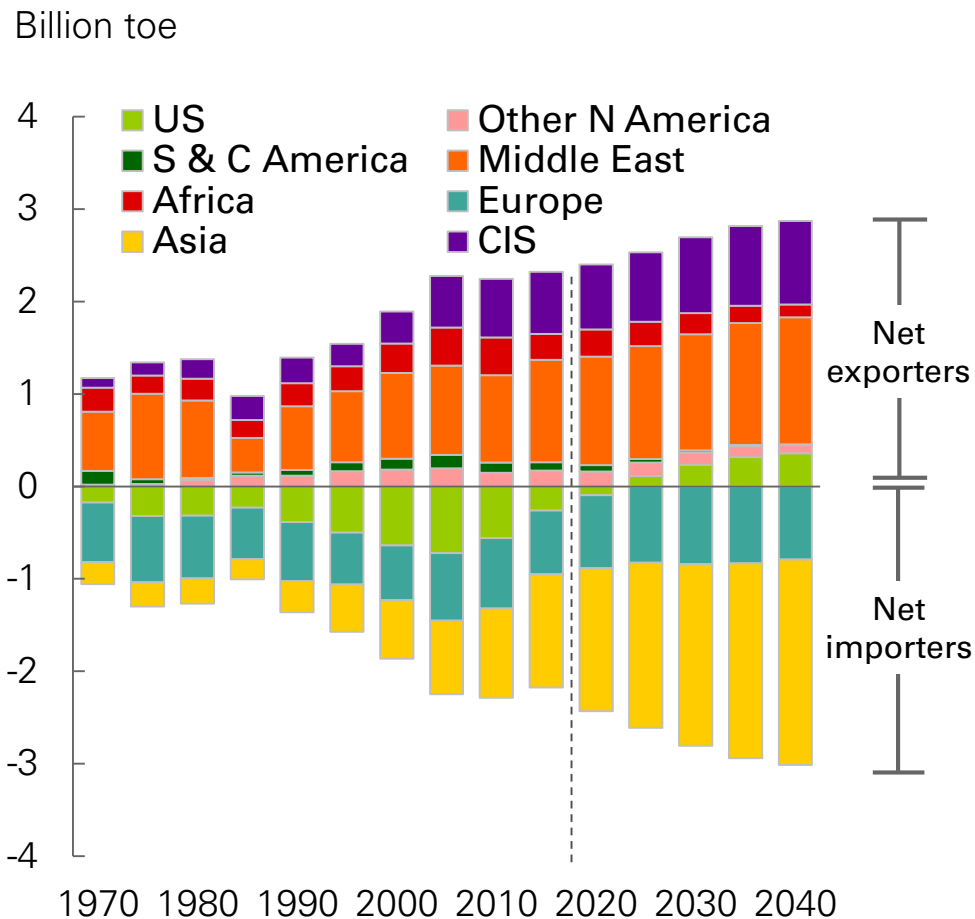 Billion toe
4
US
Other N America
S & C America
Middle East
3
Africa
Europe
Asia
CIS
2
Net
exporters
1
0
-1
Net
importers
-2
-3
-4
1970 1980 1990 2000 2010 2020 2030 2040